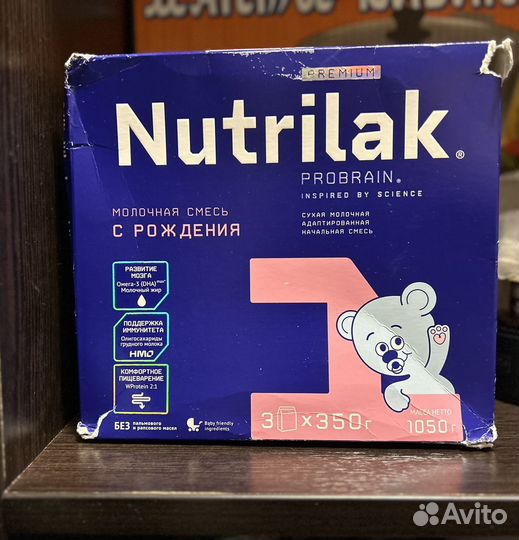 PREMIUM
Nutrilak®
PROBRAIN®
INSPIRED BY SCIENCE
МОЛОЧНАЯ СМЕСЬ
С РОЖДЕНИЯ
СУХАЯ МОЛОЧНАЯ
АДАПТИРОВАННАЯ
НАЧАЛЬНАЯ СМЕСЬ
РАЗВИТИЕ
МОЗГА
Омега-3 (DHA)
Молочный жир
ПОДДЕРЖКА
ИММУНИТЕТА
Олигосахариды
грудного молока
HMO
КОМФОРТНОЕ
ПИЩЕВАРЕНИЕ
WProtein 2:1
1
БЕЗ пальмового
и рапсового масел
Baby friendly
ingredients
3 х 350 г
МАССА НЕТТО
1050 г
Avito